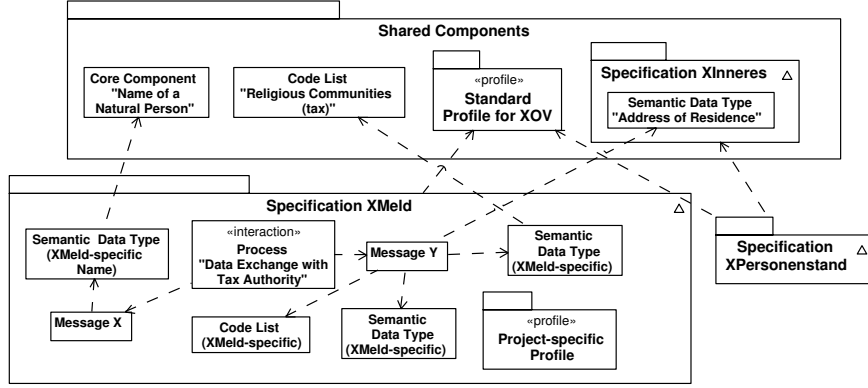 Shared Components
Core Component
"Name of a
Natural Person"
Code List
"Religious Communities
(tax)"
«profile»
Standard
Profile for XOV
Specification XInneres
Semantic Data Type
"Address of Residence"
Specification XMeld
Semantic Data Type
(XMeld-specific
Name)
Message X
«interaction»
Process
"Data Exchange with
Tax Authority"
Message Y
Semantic
Data Type
(XMeld-specific)
Code List
(XMeld-specific)
Semantic
Data Type
(XMeld-specific)
«profile»
Project-specific
Profile
Specification
XPersonenstand